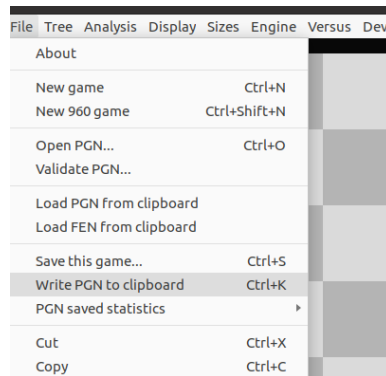 File Tree Analysis Display Sizes Engine Versus Dev
About
New game Ctrl+N
New 960 game Ctrl+Shift+N
Open PGN... Ctrl+O
Validate PGN...
Load PGN from clipboard
Load FEN from clipboard
Save this game... Ctrl+S
Write PGN to clipboard Ctrl+K
PGN saved statistics
Cut Ctrl+X
Copy Ctrl+C